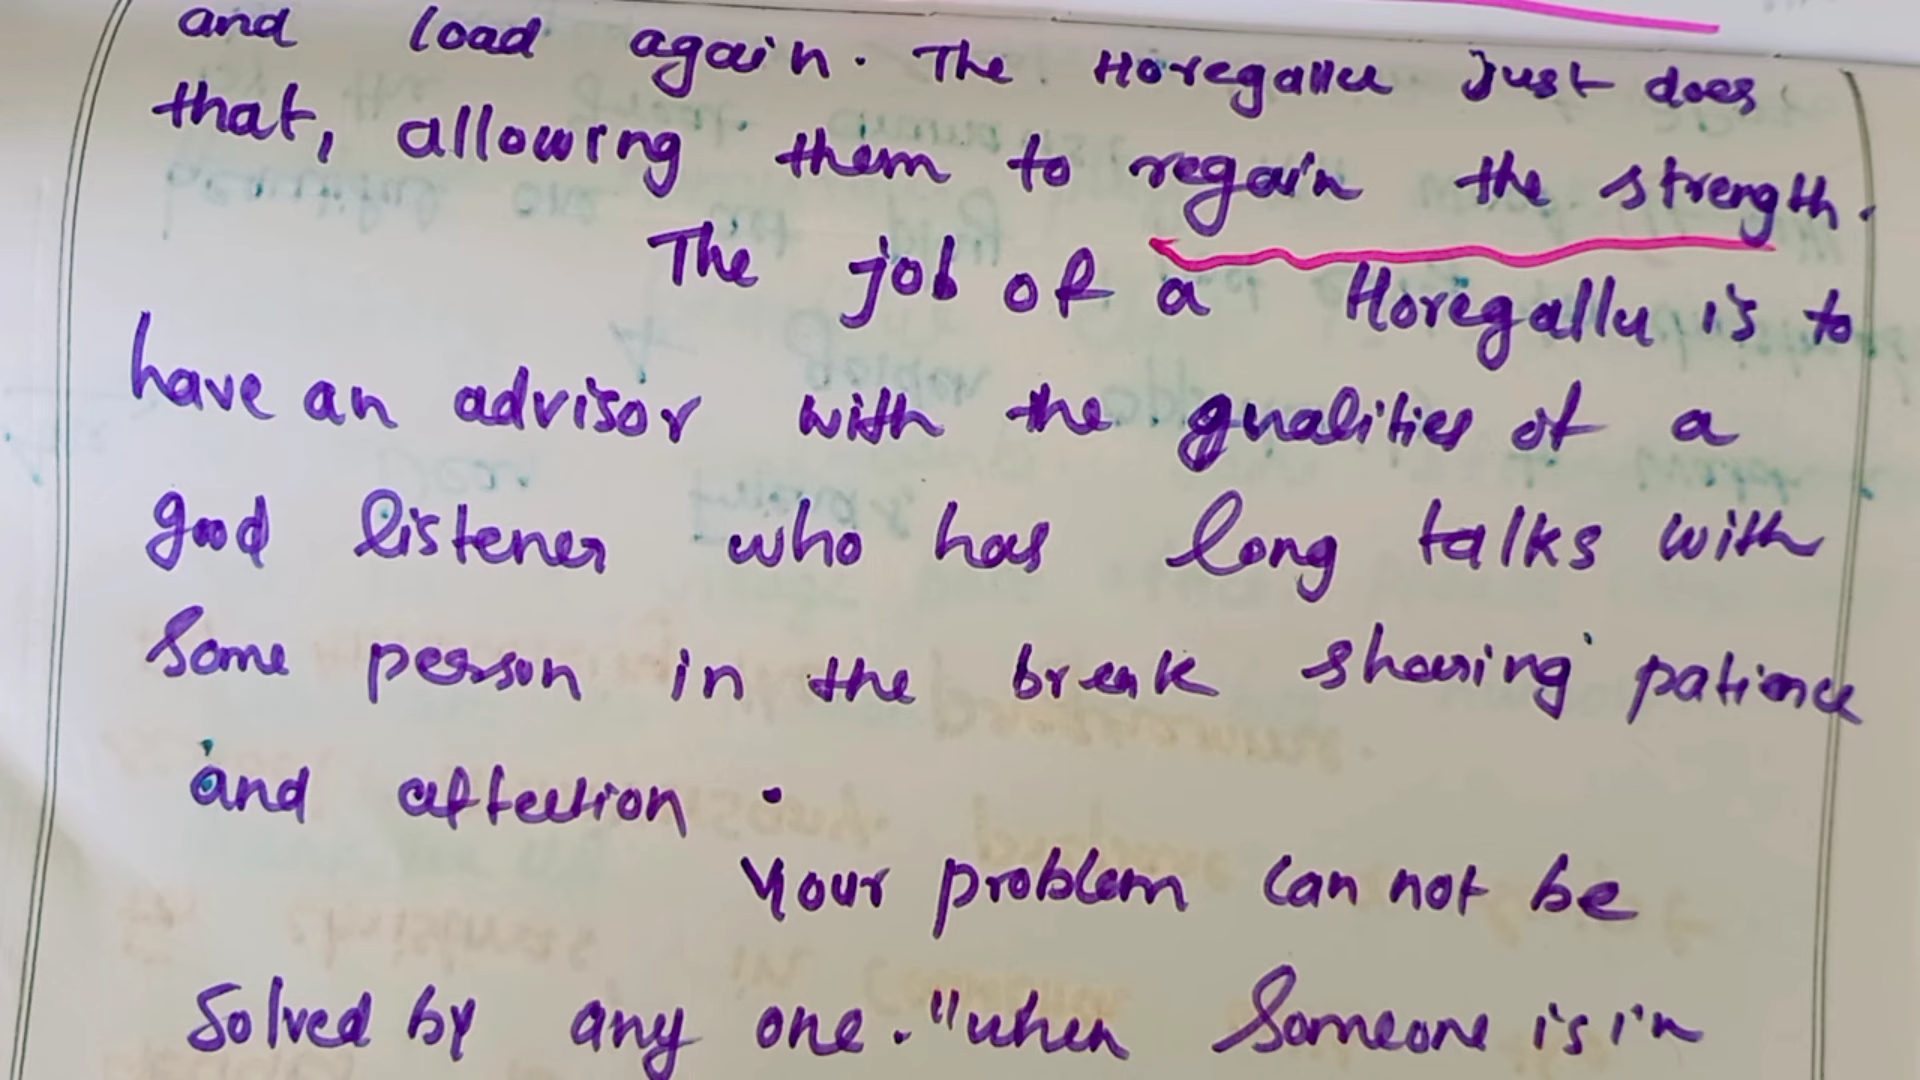 and load again. The Horegallu just does
that, allowing them to regain the strength.
The job of a Horegallu is to
have an advisor with the qualities of a
good listener who has long talks with
Some person in the break sharing patience
and affection.
Your problem can not be
Solved by any one. "when Someone is in